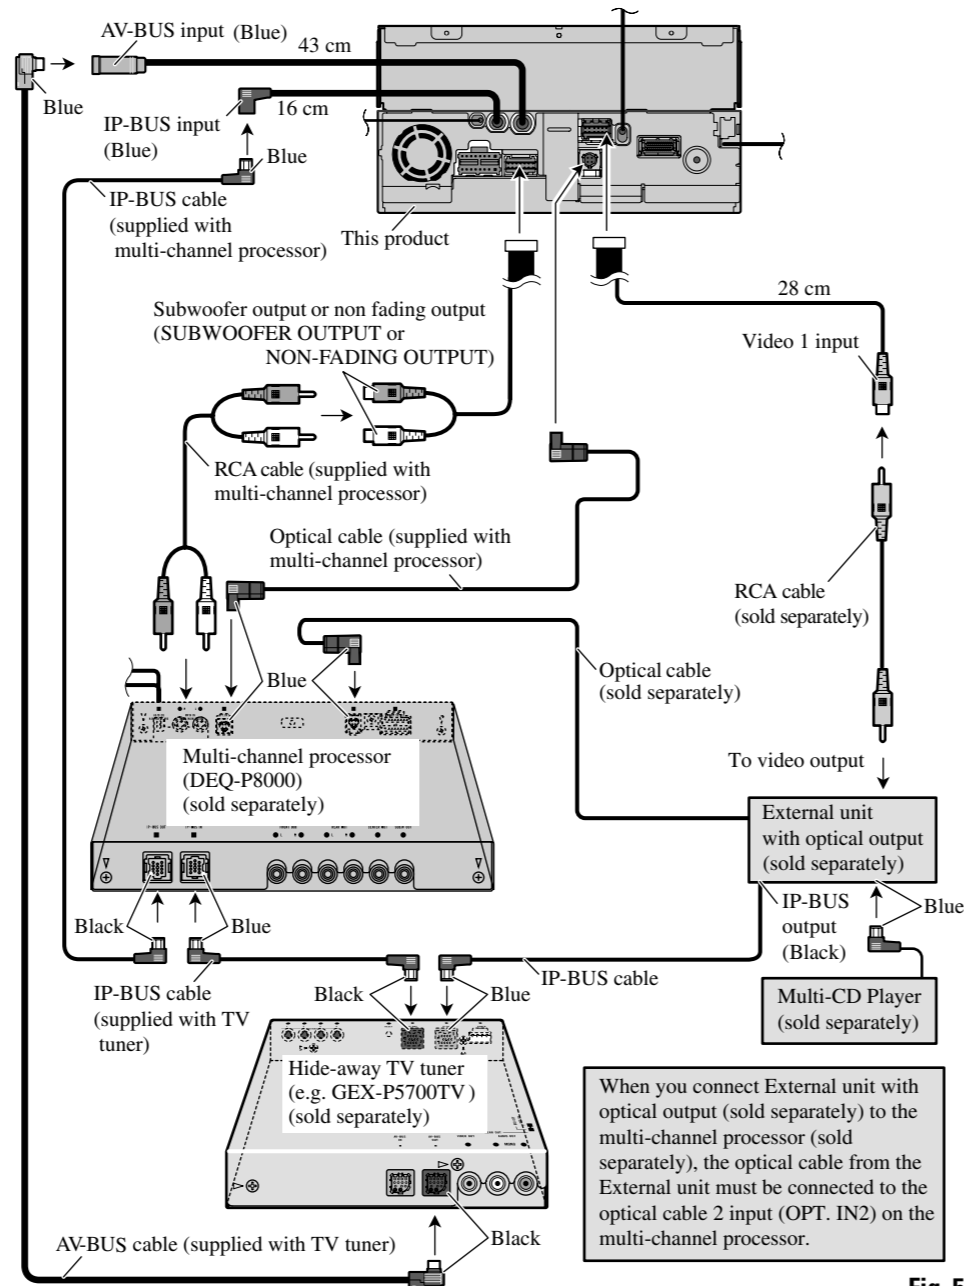 AV-BUS input (Blue)
43 cm
Blue
16 cm
IP-BUS input
(Blue)
Blue
IP-BUS cable
(supplied with
multi-channel processor)
This product
28 cm
Subwoofer output or non fading output
(SUBWOOFER OUTPUT or
NON-FADING OUTPUT)
Video 1 input
RCA cable (supplied with
multi-channel processor)
Optical cable (supplied with
multi-channel processor)
RCA cable
(sold separately)
Optical cable
(sold separately)
Blue
To video output
Multi-channel processor
(DEQ-P8000)
(sold separately)
External unit
with optical output
(sold separately)
Black
Blue
IP-BUS
output
(Black)
Blue
IP-BUS cable
(supplied with TV
tuner)
Black
Blue
IP-BUS cable
Multi-CD Player
(sold separately)
Hide-away TV tuner
(e.g. GEX-P5700TV)
(sold separately)
When you connect External unit with
optical output (sold separately) to the
multi-channel processor (sold
separately), the optical cable from the
External unit must be connected to the
optical cable 2 input (OPT. IN2) on the
multi-channel processor.
AV-BUS cable (supplied with TV tuner)
Black